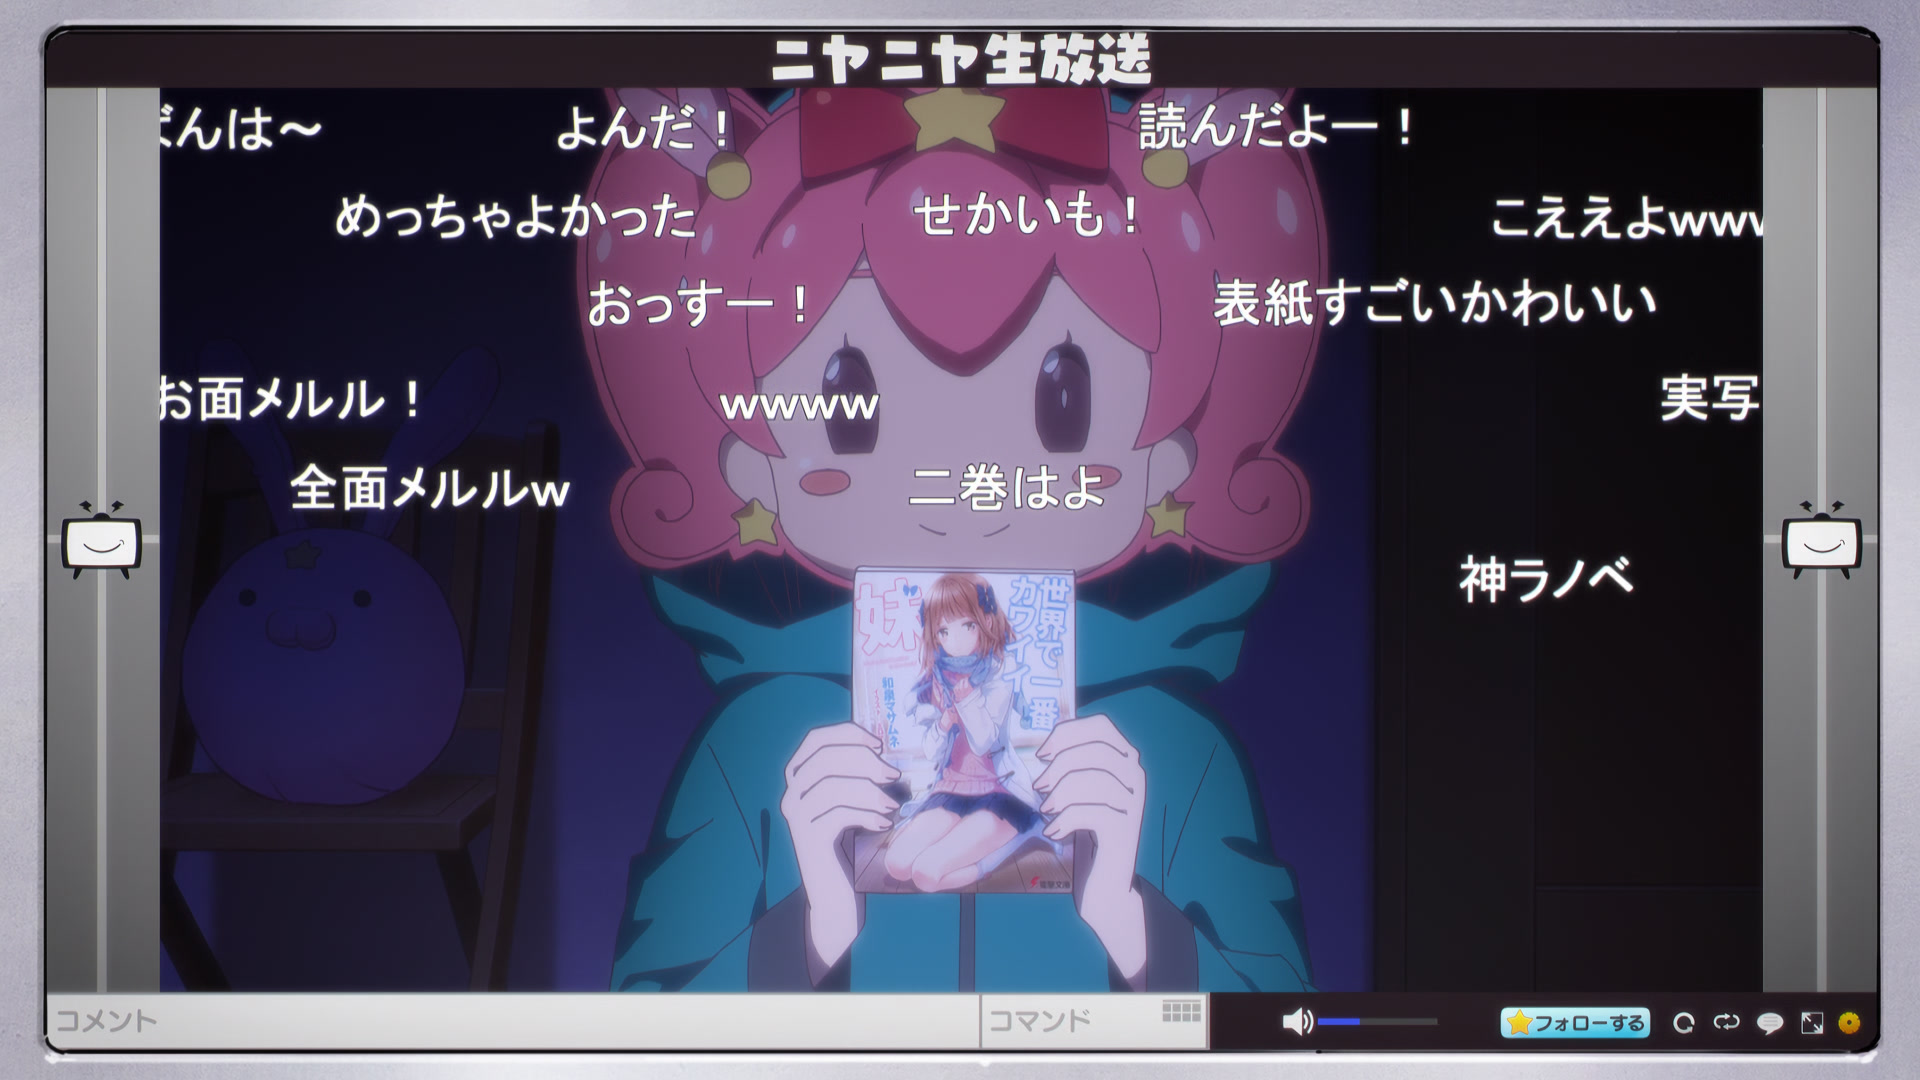 ニヤニヤ生放送
ばんは〜
よんだ！
読んだよー！
めっちゃよかった
せかいも！
こええよwww
おっすー！
表紙すごいかわいい
お面メルル！
wwww
実写
全面メルルw
二巻はよ
神ラノベ
世界で一番
カワイイ
妹
和泉マサムネ
イラスト
電撃文庫
コメント
コマンド
フォローする